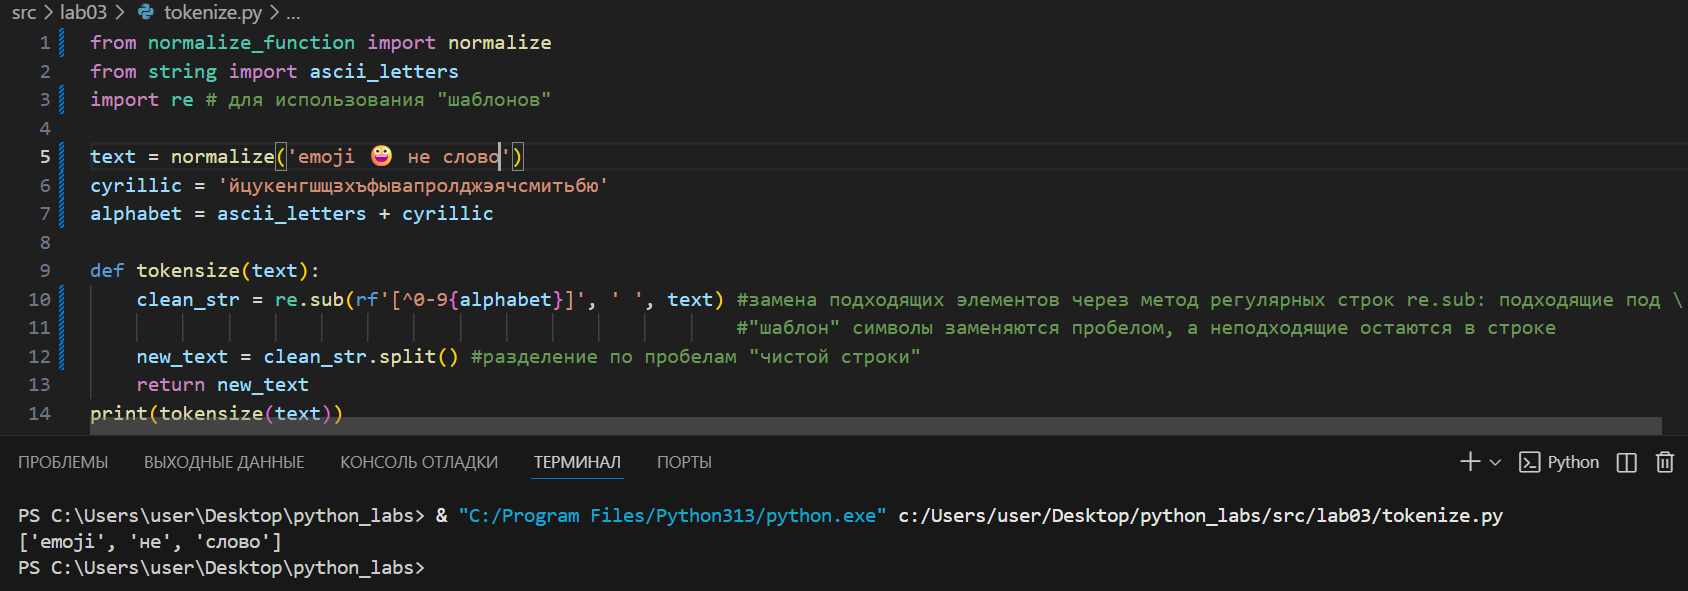 src > lab03 > tokenize.py > ...
1 from normalize_function import normalize
2 from string import ascii_letters
3 import re # для использования "шаблонов"
4
5 text = normalize('emoji 😀 не слово')
6 cyrillic = 'йцукенгшщзхъфывапролджэячсмитьбю'
7 alphabet = ascii_letters + cyrillic
8
9 def tokensize(text):
10 clean_str = re.sub(rf'[^0-9{alphabet}]', ' ', text) #замена подходящих элементов через метод регулярных строк re.sub: подходящие под \
11 #"шаблон" символы заменяются пробелом, а неподходящие остаются в строке
12 new_text = clean_str.split() #разделение по пробелам "чистой строки"
13 return new_text
14 print(tokensize(text))
ПРОБЛЕМЫ ВЫХОДНЫЕ ДАННЫЕ КОНСОЛЬ ОТЛАДКИ ТЕРМИНАЛ ПОРТЫ Python
PS C:\Users\user\Desktop\python_labs> & "C:/Program Files/Python313/python.exe" c:/Users/user/Desktop/python_labs/src/lab03/tokenize.py
['emoji', 'не', 'слово']
PS C:\Users\user\Desktop\python_labs>